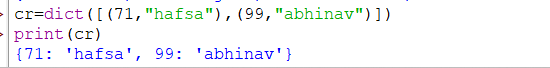 > cr=dict([(71,"hafsa"),(99,"abhinav")])
> print(cr)
{71: 'hafsa', 99: 'abhinav'}